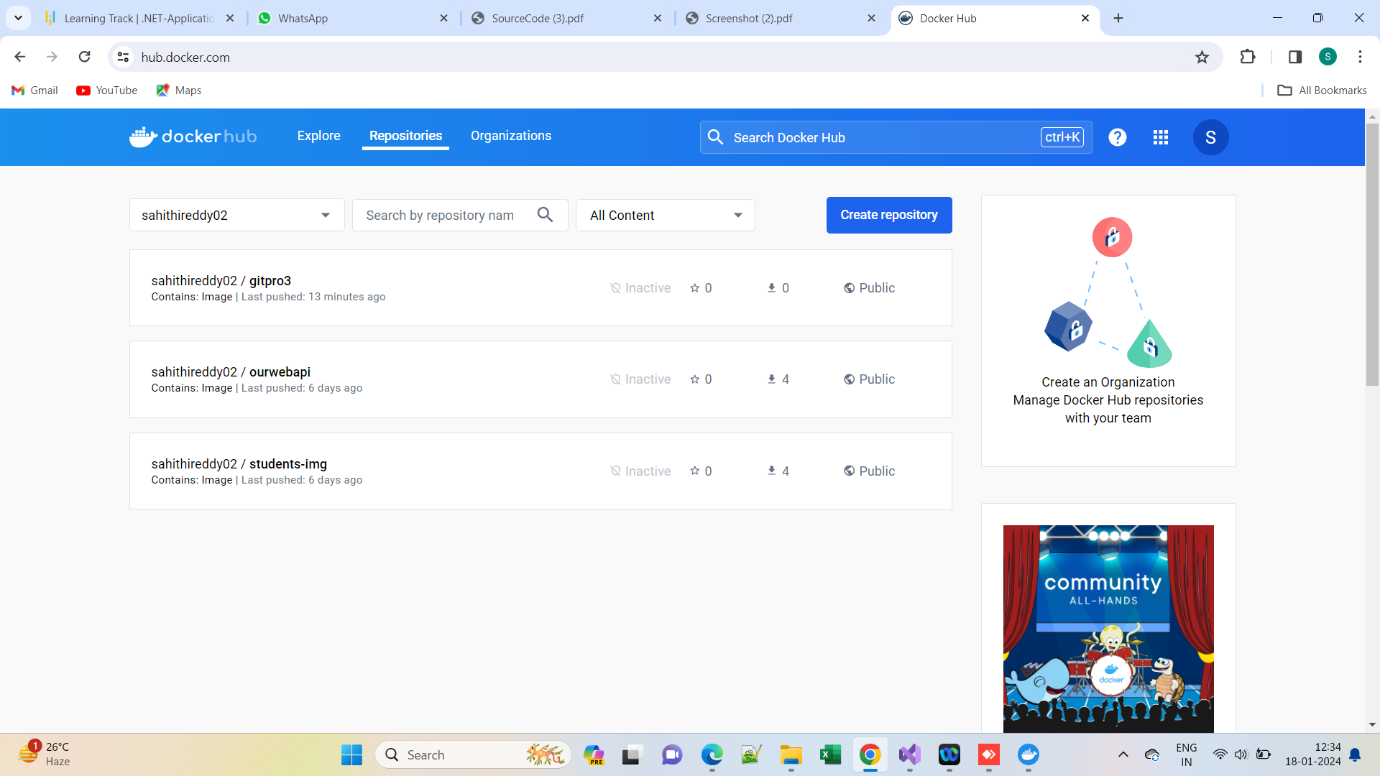 Learning Track | .NET-Applicatio
WhatsApp
SourceCode (3).pdf
Screenshot (2).pdf
Docker Hub
hub.docker.com
S
Gmail
YouTube
Maps
All Bookmarks
dockerhub
Explore
Repositories
Organizations
Search Docker Hub
ctrl+K
?
S
sahithireddy02
Search by repository nam
All Content
Create repository
sahithireddy02 / gitpro3
Contains: Image | Last pushed: 13 minutes ago
Inactive
0
0
Public
sahithireddy02 / ourwebapi
Contains: Image | Last pushed: 6 days ago
Inactive
0
4
Public
sahithireddy02 / students-img
Contains: Image | Last pushed: 6 days ago
Inactive
0
4
Public
Create an Organization
Manage Docker Hub repositories
with your team
community
ALL-HANDS
docker
1
26°C
Haze
Search
PRE
ENG
IN
12:34
18-01-2024